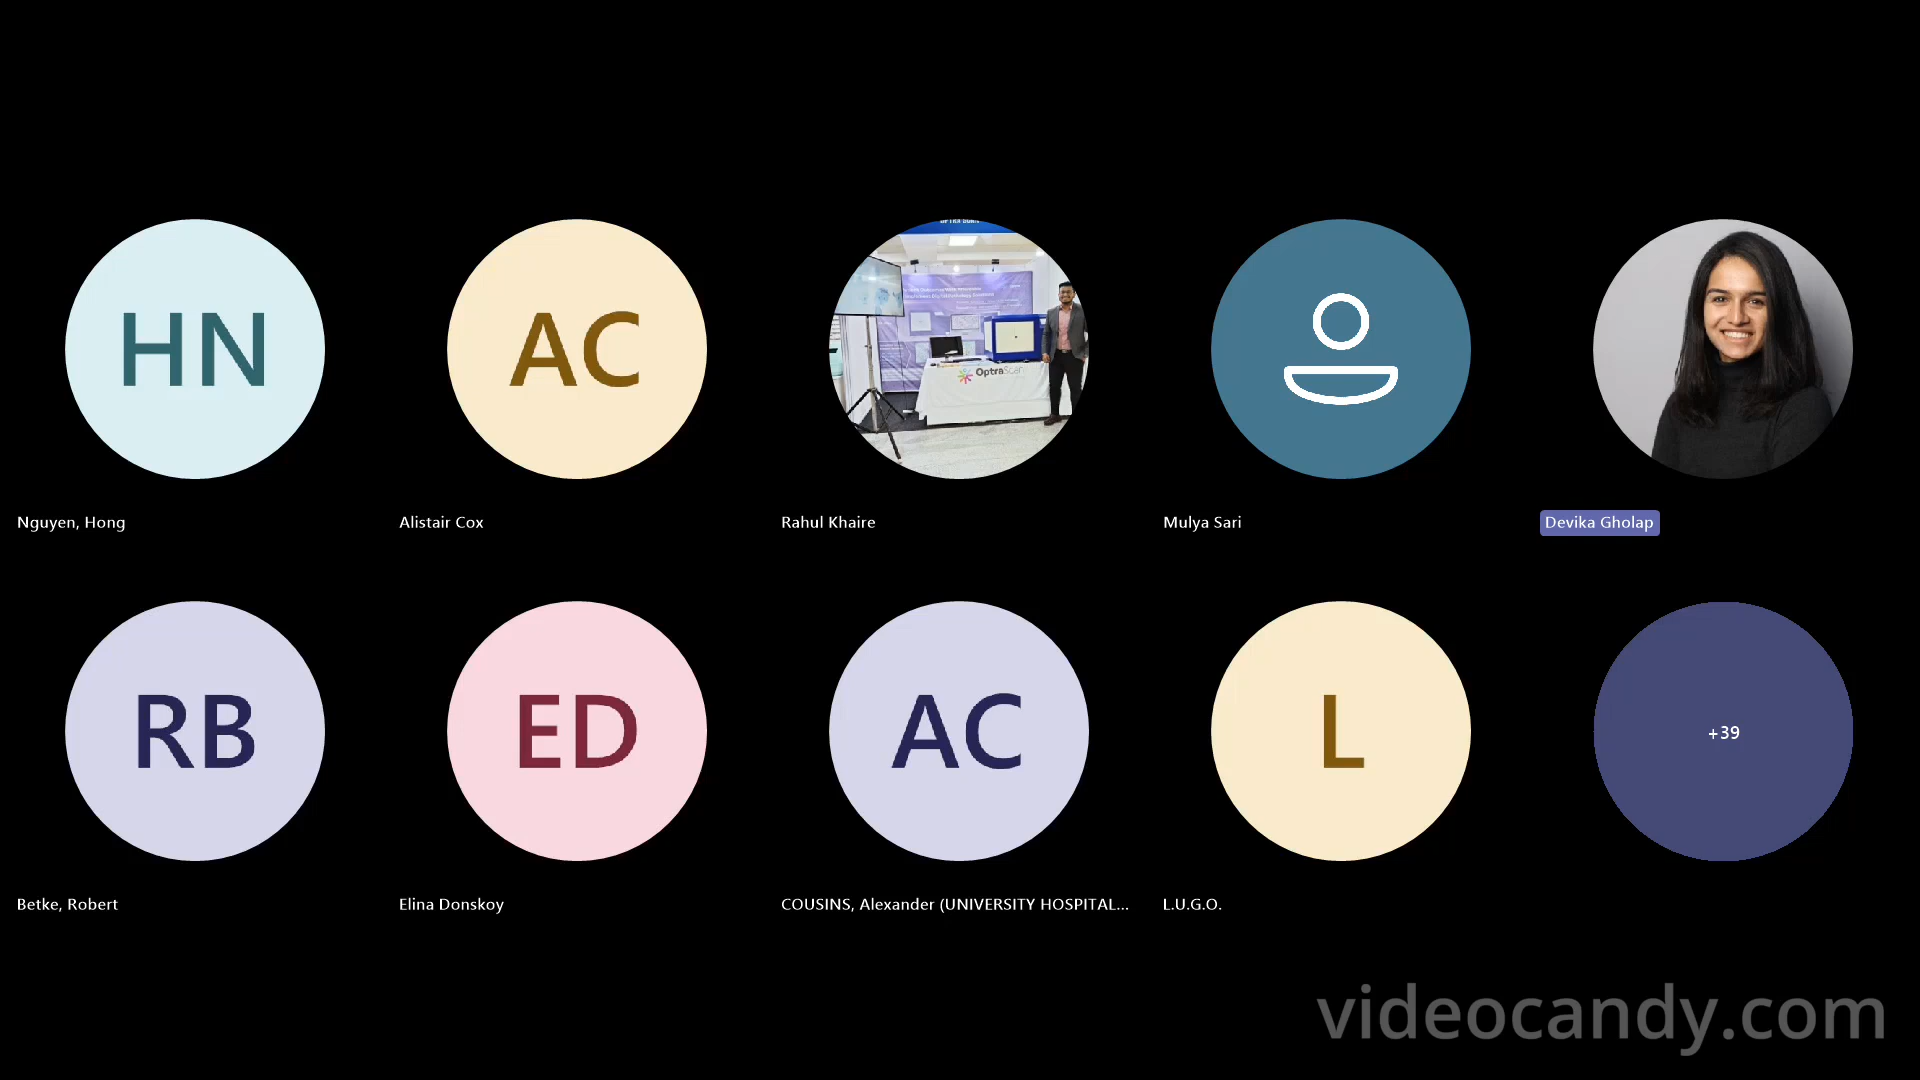 HN
AC
OptraScan
Nguyen, Hong
Alistair Cox
Rahul Khaire
Mulya Sari
Devika Gholap
RB
ED
AC
L
+39
Betke, Robert
Elina Donskoy
COUSINS, Alexander (UNIVERSITY HOSPITAL...
L.U.G.O.
videocandy.com